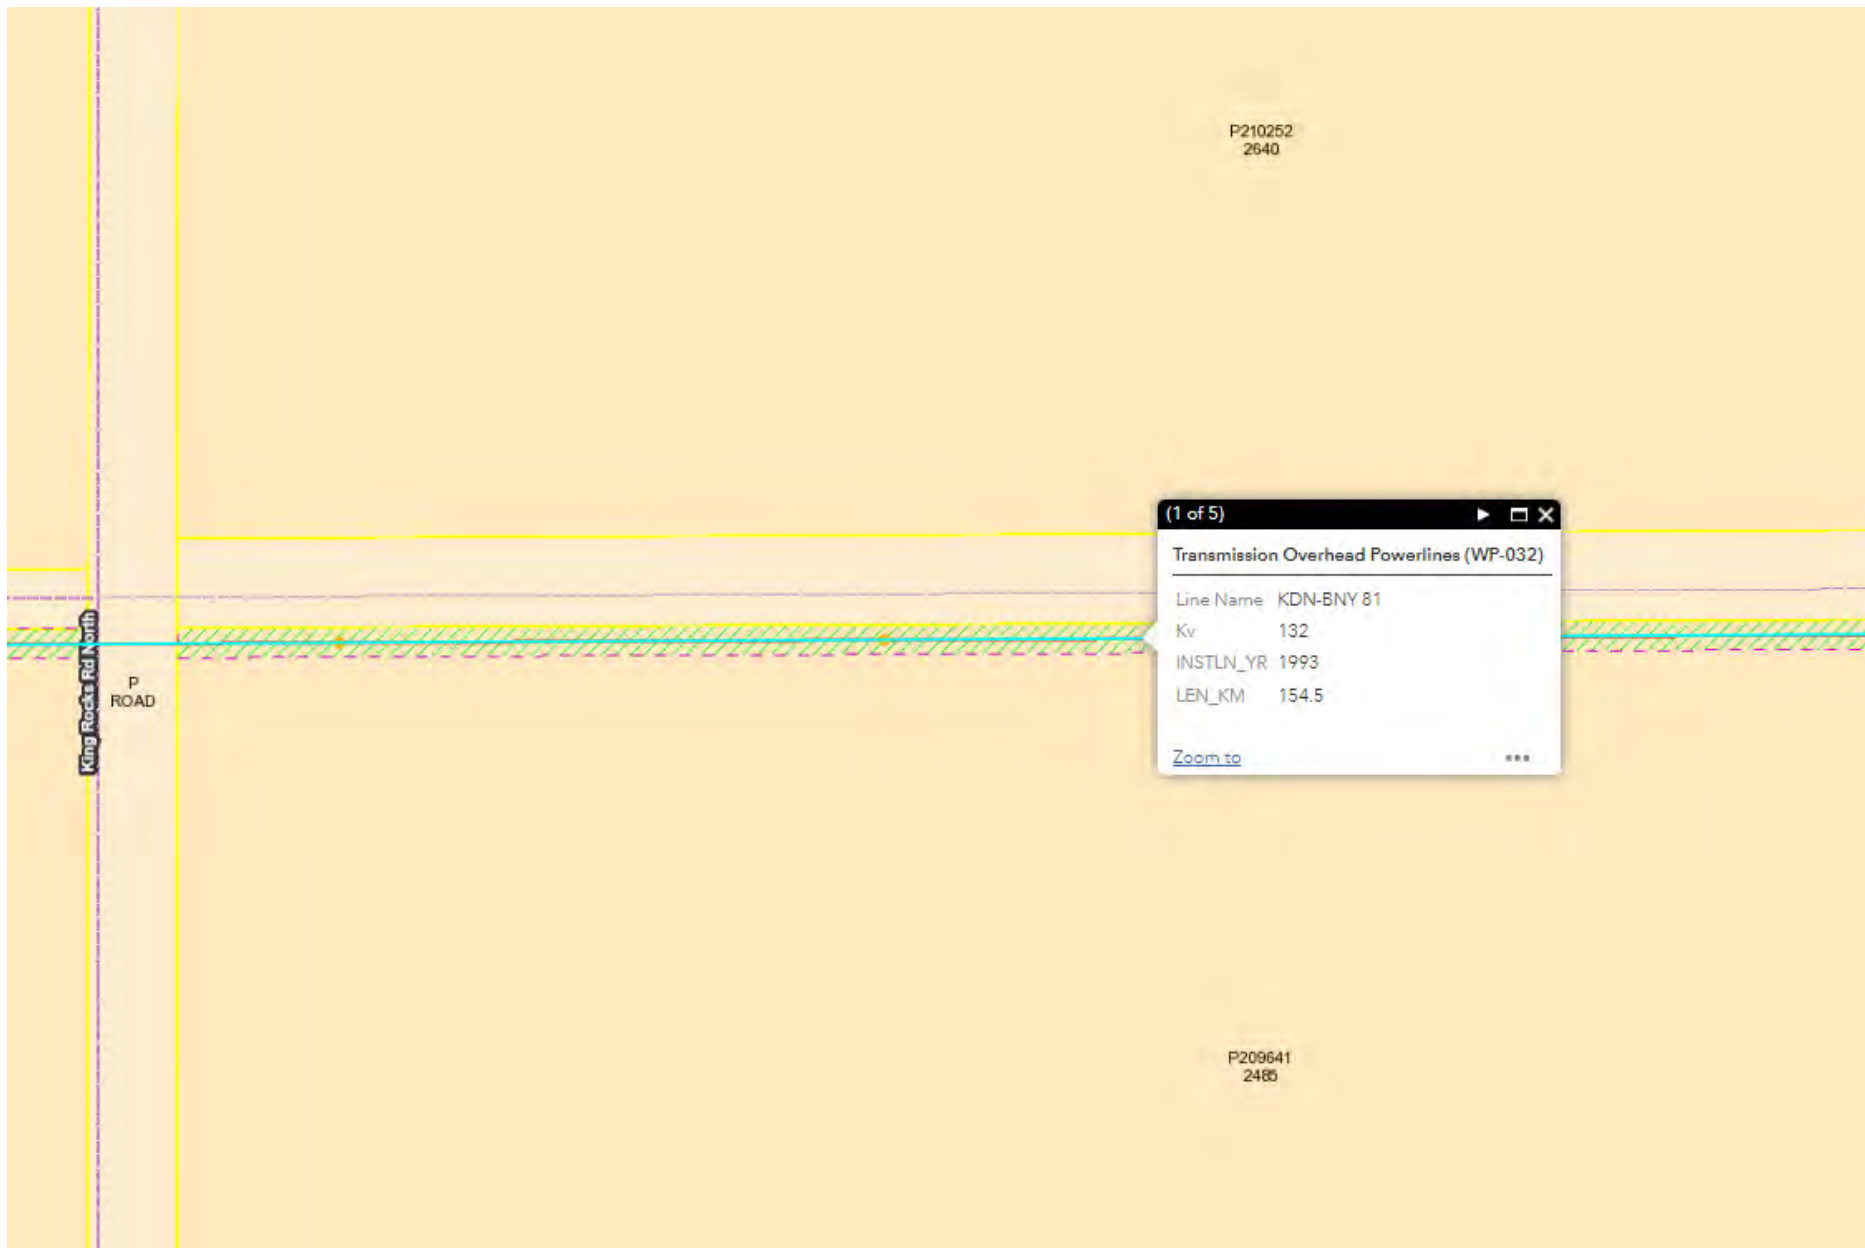 P210252
2640
(1 of 5)
Transmission Overhead Powerlines (WP-032)
Line Name KDN-BNY 81
Kv 132
INSTLN_YR 1993
LEN_KM 154.5
Zoom to
King Rocks Rd North
P
ROAD
P209641
2485